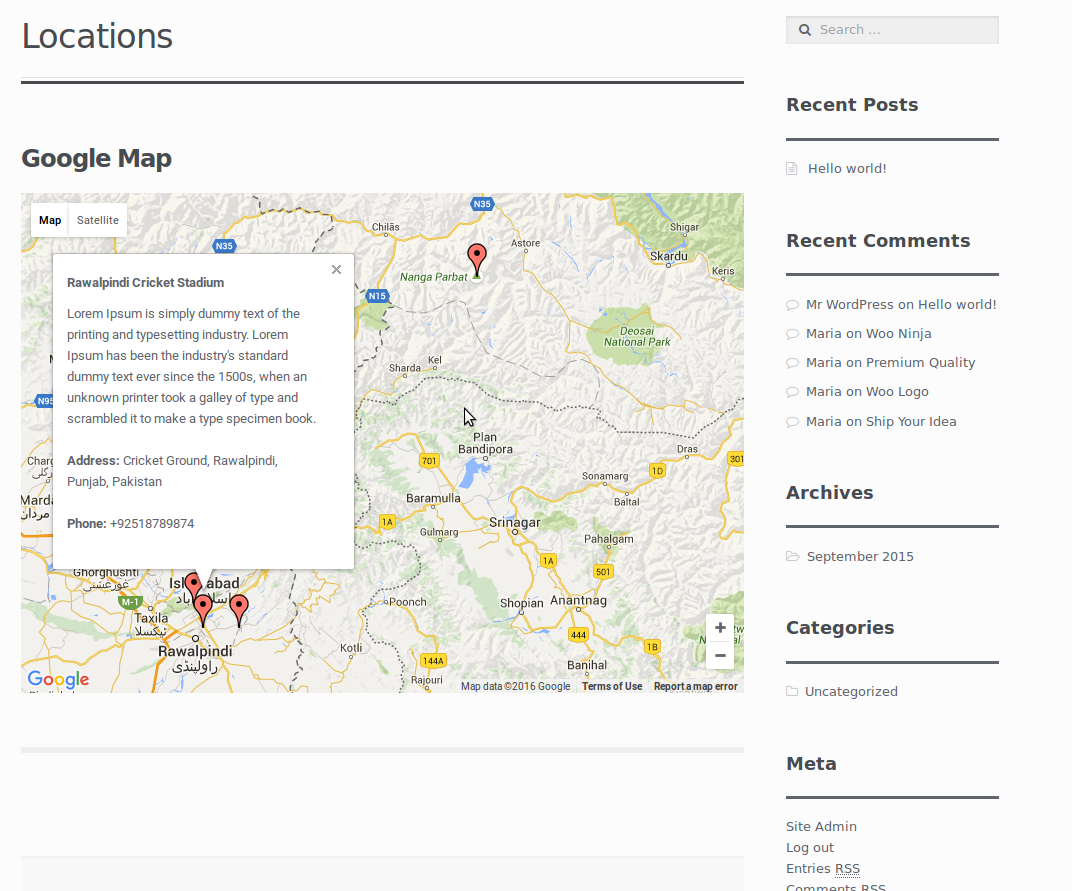 Locations
Search ...
Google Map
Map
Satellite
N35
N35
Chilās
Astore
Shigar
Skardu
Keris
Nanga Parbat
N15
Deosai
National Park
Rawalpindi Cricket Stadium
Lorem Ipsum is simply dummy text of the
printing and typesetting industry. Lorem
Ipsum has been the industry's standard
dummy text ever since the 1500s, when an
unknown printer took a galley of type and
scrambled it to make a type specimen book.
Address: Cricket Ground, Rawalpindi,
Punjab, Pakistan
Phone: +92518789874
Kel
Sharda
N95
Plan
Bandipora
Dras
701
1D
301
Sonamarg
Baramulla
Baltal
1A
Srinagar
Gulmarg
Pahalgam
1A
501
Ghorghushti
غورغشتی
M-1
Taxila
ٹیکسلا
Poonch
Shopian
Anantnag
444
1B
Rawalpindi
راولپنڈی
Kotli
144A
Banihal
Rajouri
Google
Map data ©2016 Google
Terms of Use
Report a map error
Recent Posts
Hello world!
Recent Comments
Mr WordPress on Hello world!
Maria on Woo Ninja
Maria on Premium Quality
Maria on Woo Logo
Maria on Ship Your Idea
Archives
September 2015
Categories
Uncategorized
Meta
Site Admin
Log out
Entries RSS
Comments RSS